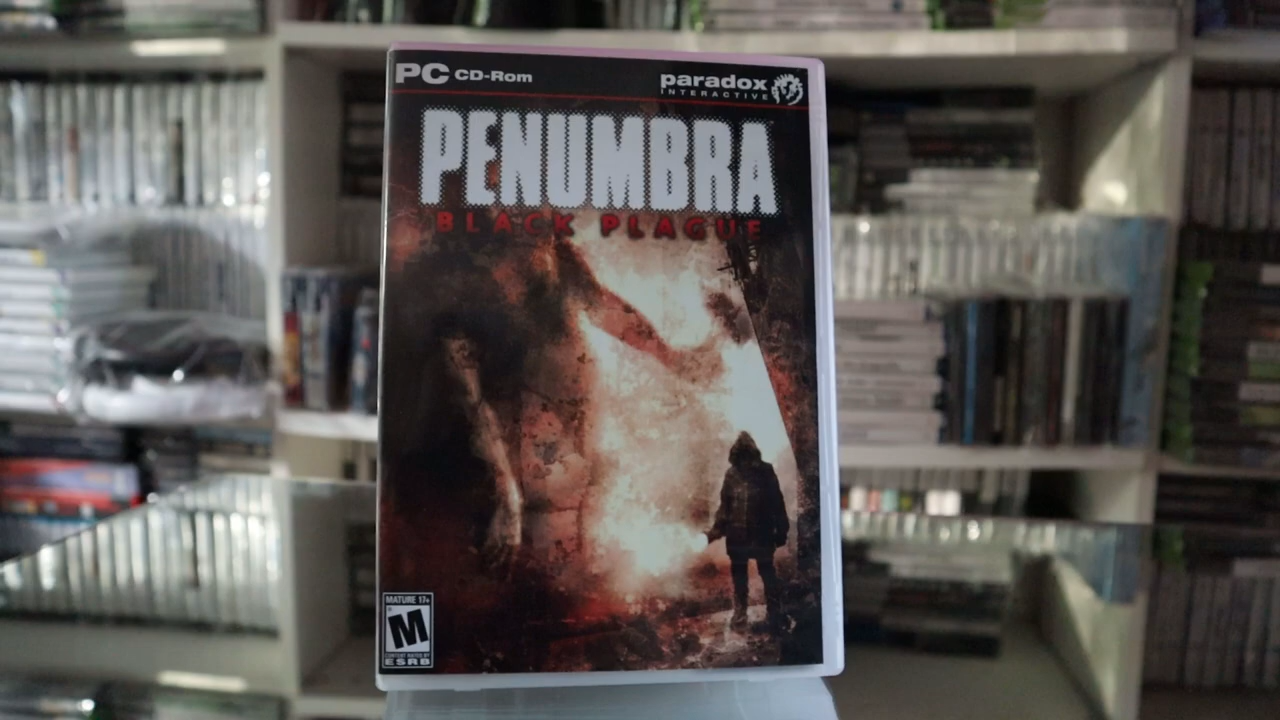 PC CD-Rom
paradox
INTERACTIVE
PENUMBRA
BLACK PLAGUE
MATURE 17+
M
CONTENT RATED BY
ESRB